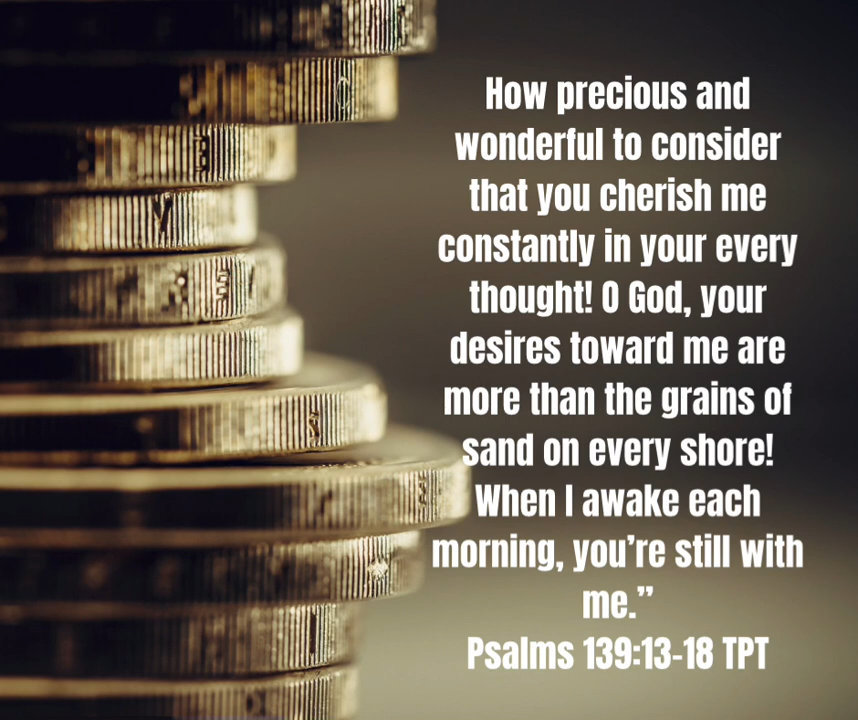 How precious and
wonderful to consider
that you cherish me
constantly in your every
thought! O God, your
desires toward me are
more than the grains of
sand on every shore!
When I awake each
morning, you’re still with
me.”
Psalms 139:13-18 TPT